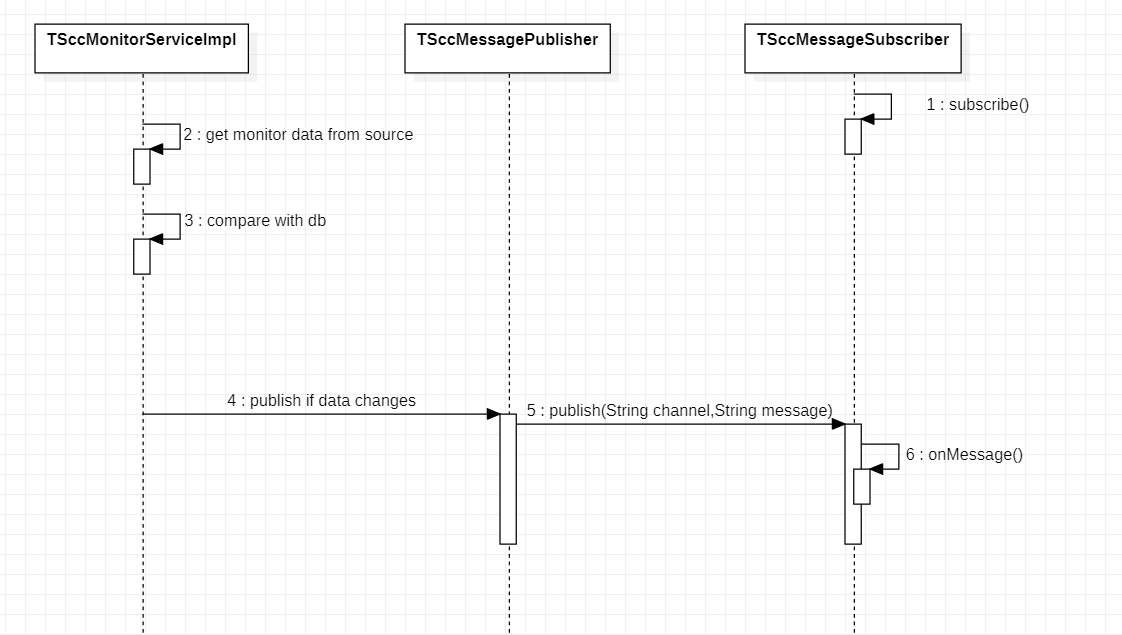 TSccMonitorServiceImpl
TSccMessagePublisher
TSccMessageSubscriber
1 : subscribe()
2 : get monitor data from source
3 : compare with db
4 : publish if data changes
5 : publish(String channel,String message)
6 : onMessage()